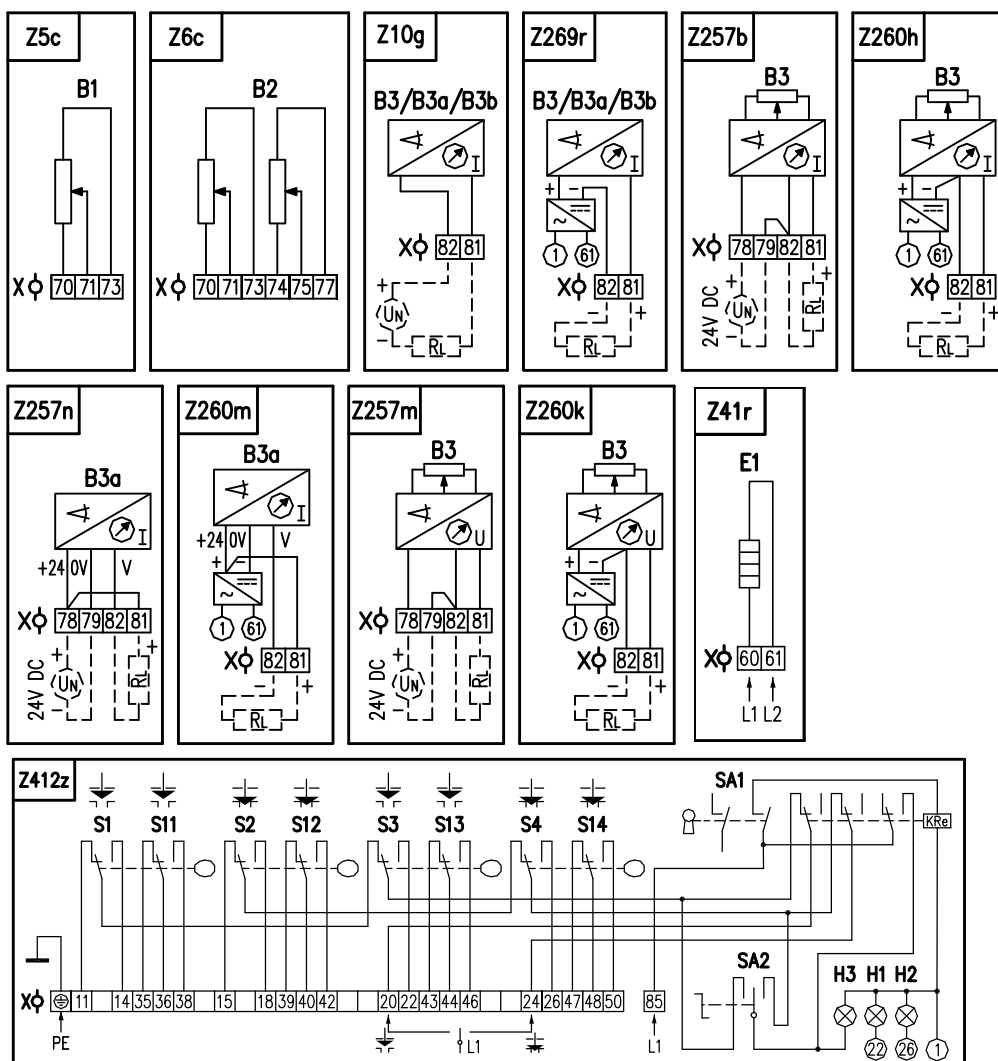 Z5c
B1
X 70 71 73
Z6c
B2
X 70 71 73 74 75 77
Z10g
B3/B3a/B3b
I
X 82 81
+
UN
−
RL
Z269r
B3/B3a/B3b
I
+ −
~
1 61
X 82 81
− +
RL
Z257b
B3
I
X 78 79 82 81
24V DC
+ +
UN RL
−
Z260h
B3
I
+ −
~
1 61
X 82 81
− +
RL
Z257n
B3a
I
+24 0V V
X 78 79 82 81
24V DC
+ +
UN RL
−
Z260m
B3a
I
+24 0V V
+ −
~
1 61
X 82 81
− +
RL
Z257m
B3
U
X 78 79 82 81
24V DC
+ +
UN RL
−
Z260k
B3
U
+ −
~
1 61
X 82 81
− +
RL
Z41r
E1
X 60 61
L1 L2
Z412z
S1 S11 S2 S12 S3 S13 S4 S14
SA1
KRe
SA2
H3 H1 H2
X 11 14 35 36 38 15 18 39 40 42 20 22 43 44 46 24 26 47 48 50 85
22 26 1
PE L1 L1